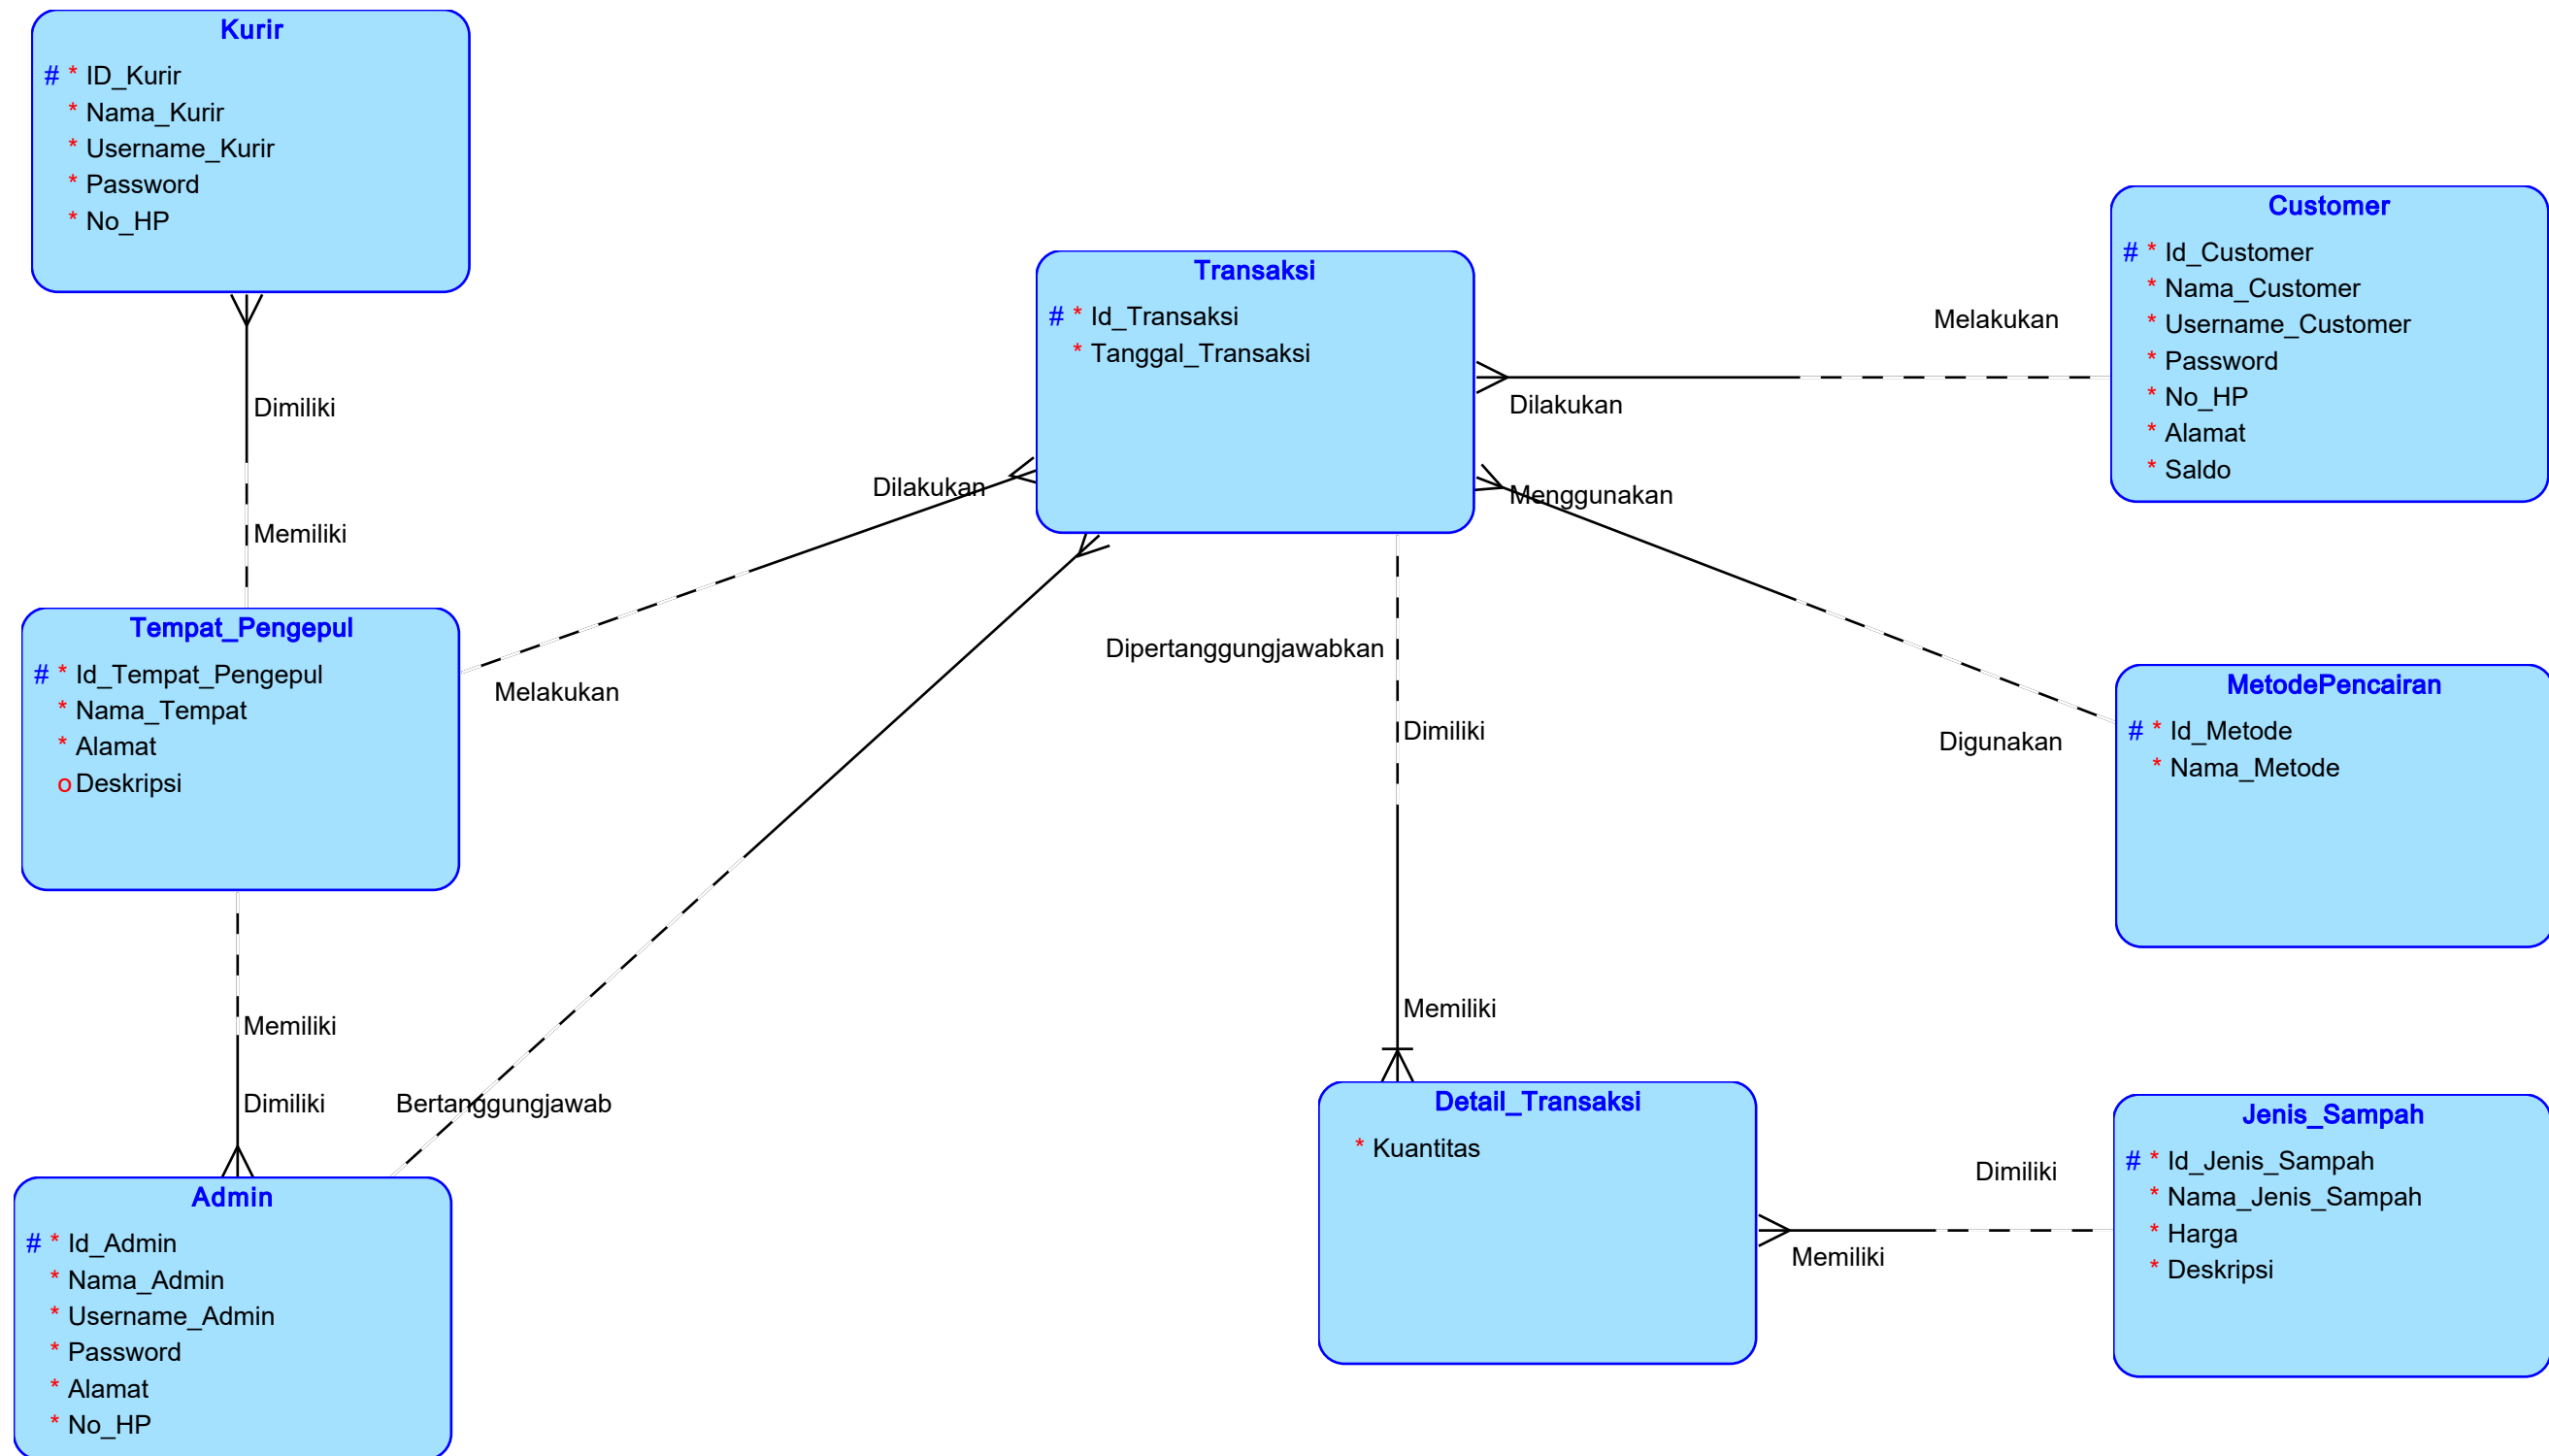 Kurir
# * ID_Kurir
* Nama_Kurir
* Username_Kurir
* Password
* No_HP
Dimiliki
Memiliki
Tempat_Pengepul
# * Id_Tempat_Pengepul
* Nama_Tempat
* Alamat
o Deskripsi
Melakukan
Dilakukan
Memiliki
Dimiliki
Bertanggungjawab
Admin
# * Id_Admin
* Nama_Admin
* Username_Admin
* Password
* Alamat
* No_HP
Transaksi
# * Id_Transaksi
* Tanggal_Transaksi
Dipertanggungjawabkan
Dimiliki
Memiliki
Detail_Transaksi
* Kuantitas
Melakukan
Dilakukan
Menggunakan
Digunakan
Customer
# * Id_Customer
* Nama_Customer
* Username_Customer
* Password
* No_HP
* Alamat
* Saldo
MetodePencairan
# * Id_Metode
* Nama_Metode
Dimiliki
Memiliki
Jenis_Sampah
# * Id_Jenis_Sampah
* Nama_Jenis_Sampah
* Harga
* Deskripsi